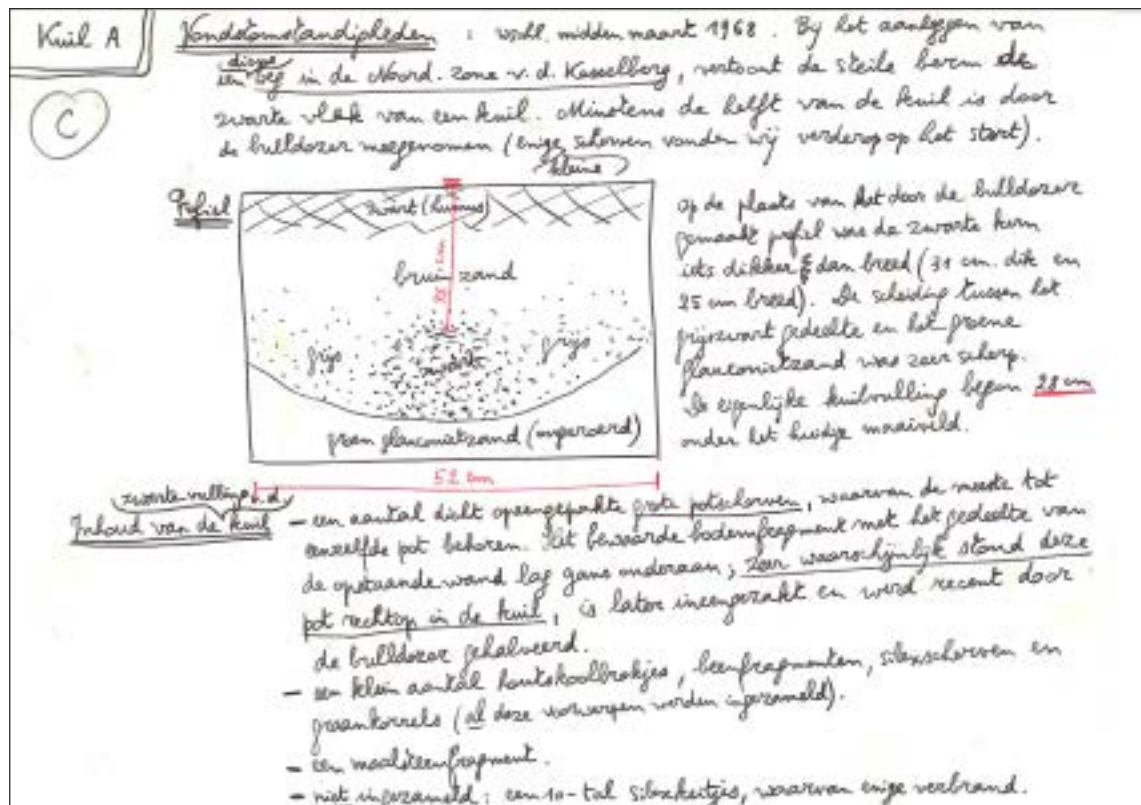 Kuil A
C
Vondstomstandigheden : vrschl. midden maart 1968. By het aanleggen van
diepe
een weg in de Noord. zone v. d. Kesselberg, vertoont de steile berm de
zwarte vlek van een kuil. Minstens de helft van de kuil is door
de bulldozer meegenomen (enige scherven vonden wij verderop op het stort).
kleine
Profiel
zwart (humus)
28 cm
bruin zand
grijs
zwart
grijs
groen glauconietzand (ongeroerd)
52 cm
Op de plaats van het door de bulldozer
gemaakt profiel was de zwarte kern
iets dikker dan breed (31 cm. dik en
25 cm breed). De scheiding tussen het
grijszwart gedeelte en het groene
glauconietzand was zeer scherp.
De eigenlijke kuilvulling begon 28 cm
onder het huidige maaiveld.
zwarte vulling v. d.
Inhoud van de kuil
– een aantal dicht opeengepakte grote potscherven, waarvan de meeste tot
eenzelfde pot behoren. Het bewaarde bodemfragment met het gedeelte van
de opstaande wand lag gans onderaan; zeer waarschijnlijk stond deze
pot rechtop in de kuil, is later ineengezakt en werd recent door
de bulldozer gehalveerd.
– een klein aantal houtskoolbrokjes, beenfragmenten, silexscherven en
graankorrels (al deze voorwerpen werden ingezameld).
– een maalsteenfragment.
– niet ingezameld : een 10-tal silexkeitjes, waarvan enige verbrand.